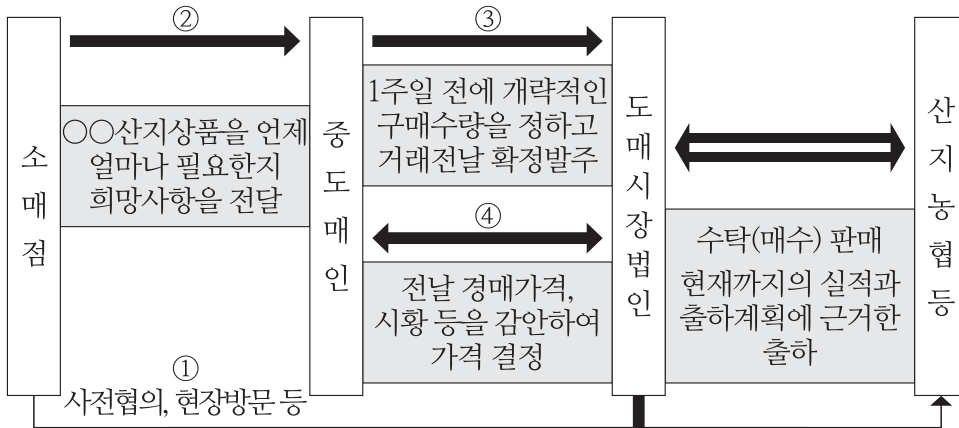 ②
③
소매점
○○산지상품을 언제
얼마나 필요한지
희망사항을 전달
중도매인
1주일 전에 개략적인
구매수량을 정하고
거래전날 확정발주
④
전날 경매가격,
시황 등을 감안하여
가격 결정
도매시장법인
수탁(매수) 판매
현재까지의 실적과
출하계획에 근거한
출하
산지농협등
①
사전협의, 현장방문 등